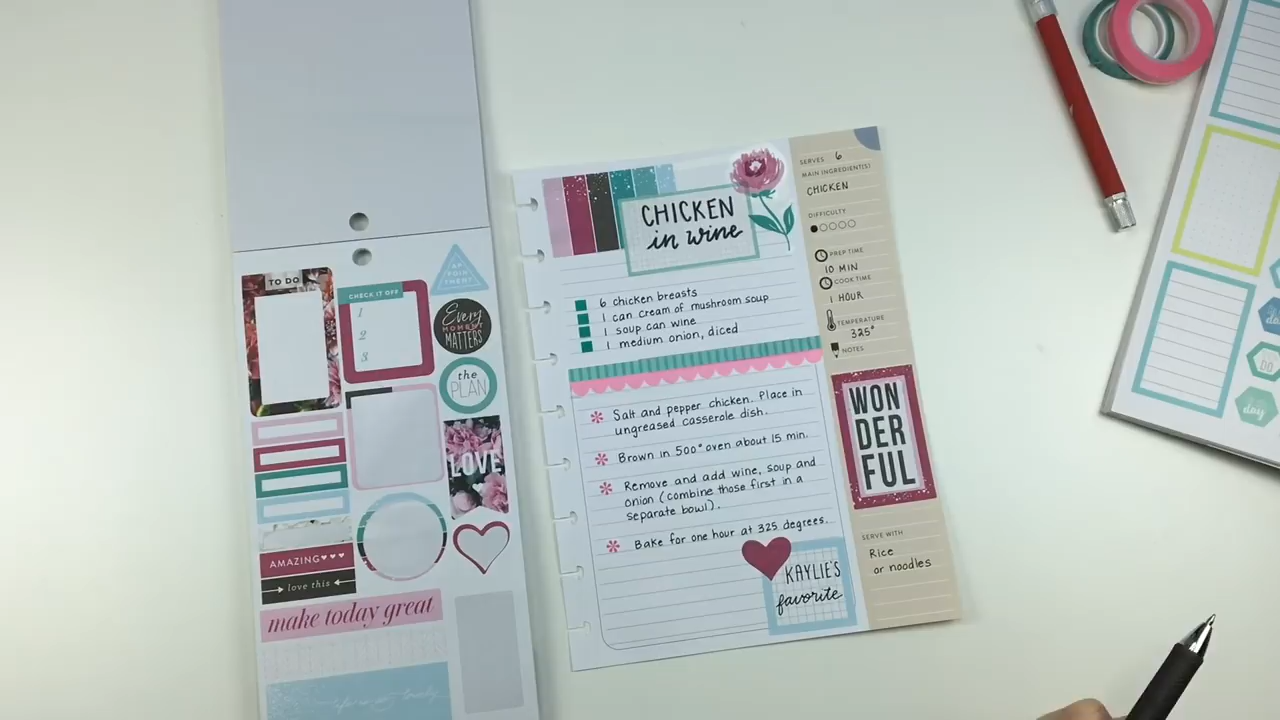 TO DO
CHECK IT OFF
1
2
3
AP
POIN
TMENT
Every
MOMENT
MATTERS
the
PLAN
LOVE
AMAZING
love this
make today great
CHICKEN
in wine
6 chicken breasts
1 can cream of mushroom soup
1 soup can wine
1 medium onion, diced
Salt and pepper chicken. Place in
ungreased casserole dish.
Brown in 500° oven about 15 min.
Remove and add wine, soup and
onion (combine those first in a
separate bowl).
Bake for one hour at 325 degrees.
KAYLIE'S
favorite
SERVES 6
MAIN INGREDIENT(S)
CHICKEN
DIFFICULTY
PREP TIME
10 MIN
COOK TIME
1 HOUR
TEMPERATURE
325°
NOTES
WON
DER
FUL
SERVE WITH
Rice
or noodles
DO
day